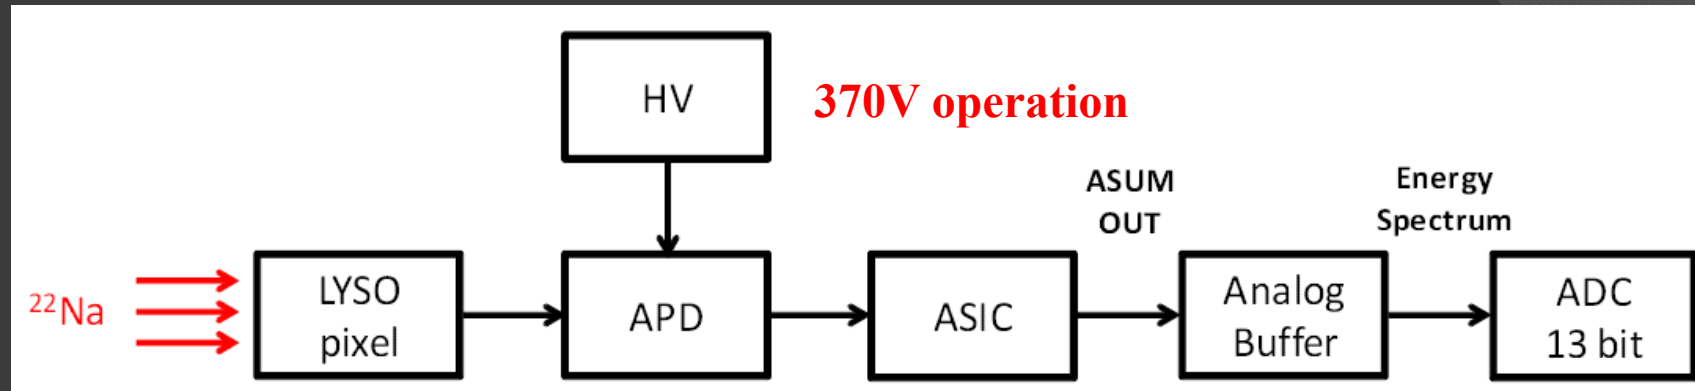 HV
370V operation
ASUM
OUT
Energy
Spectrum
²²Na
LYSO
pixel
APD
ASIC
Analog
Buffer
ADC
13 bit